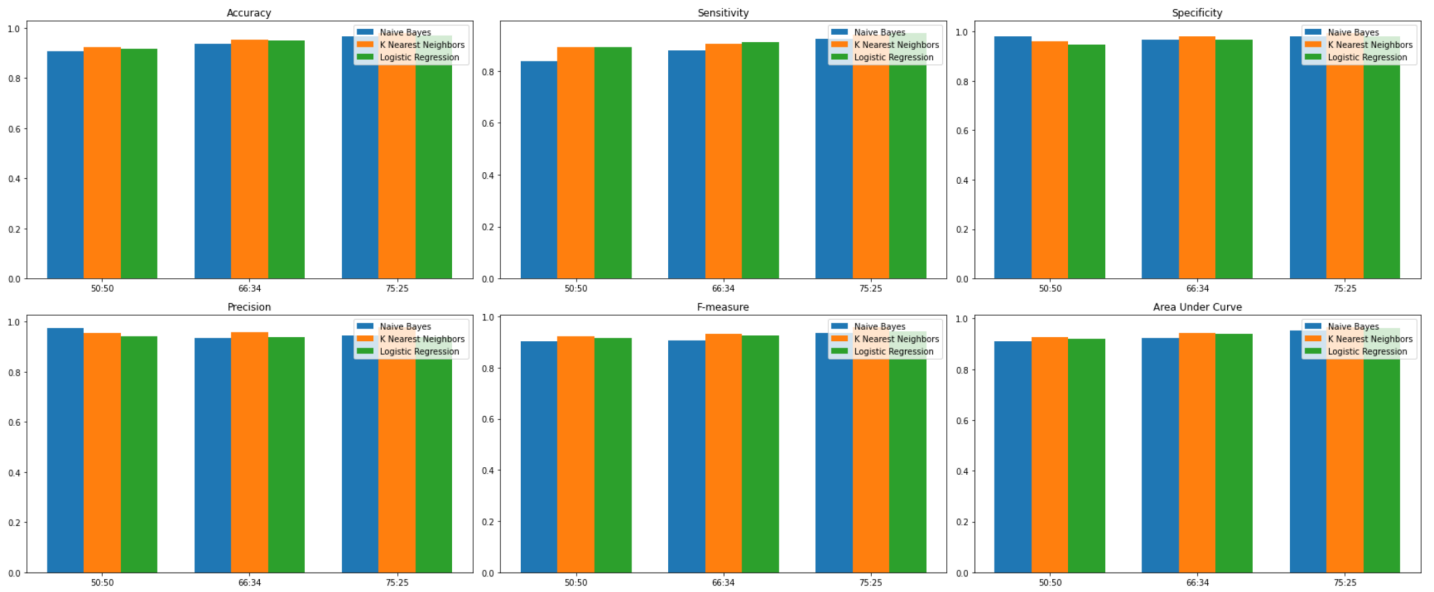 Accuracy
1.0
0.8
0.6
0.4
0.2
0.0
50:50
66:34
75:25
Naive Bayes
K Nearest Neighbors
Logistic Regression
Sensitivity
0.8
0.6
0.4
0.2
0.0
50:50
66:34
75:25
Naive Bayes
K Nearest Neighbors
Logistic Regression
Specificity
1.0
0.8
0.6
0.4
0.2
0.0
50:50
66:34
75:25
Naive Bayes
K Nearest Neighbors
Logistic Regression
Precision
1.0
0.8
0.6
0.4
0.2
0.0
50:50
66:34
75:25
Naive Bayes
K Nearest Neighbors
Logistic Regression
F-measure
1.0
0.8
0.6
0.4
0.2
0.0
50:50
66:34
75:25
Naive Bayes
K Nearest Neighbors
Logistic Regression
Area Under Curve
1.0
0.8
0.6
0.4
0.2
0.0
50:50
66:34
75:25
Naive Bayes
K Nearest Neighbors
Logistic Regression